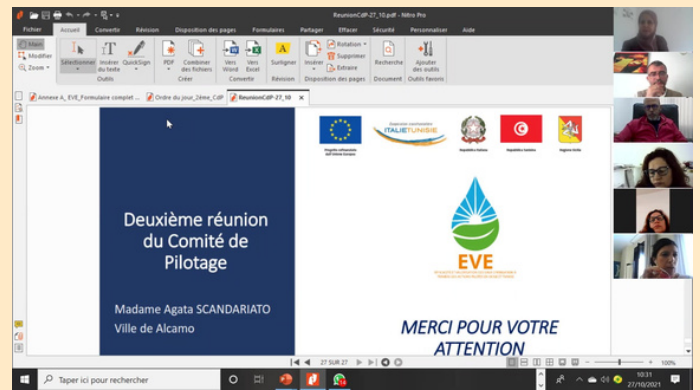 ReunionCdP-27_10.pdf - Nitro Pro
Fichier Accueil Convertir Révision Disposition des pages Formulaires Partager Effacer Sécurité Personnaliser Aide
Main
Modifier
Zoom
Sélectionner
Insérer du texte
QuickSign
PDF
Combiner des fichiers
Vers Word
Vers Excel
Surligner
Insérer
Rotation
Supprimer
Extraire
Recherche
Ajouter des outils
Outils Créer Convertir Révision Disposition des pages Document Outils favoris
Annexe A_ EVE_Formulaire complet ...
Ordre du jour_2ème_CdP
ReunionCdP-27_10
ITALIETUNISIE
Deuxième réunion
du Comité de
Pilotage
Madame Agata SCANDARIATO
Ville de Alcamo
EVE
MERCI POUR VOTRE
ATTENTION
27 SUR 27
100%
Taper ici pour rechercher
10:31
27/10/2021